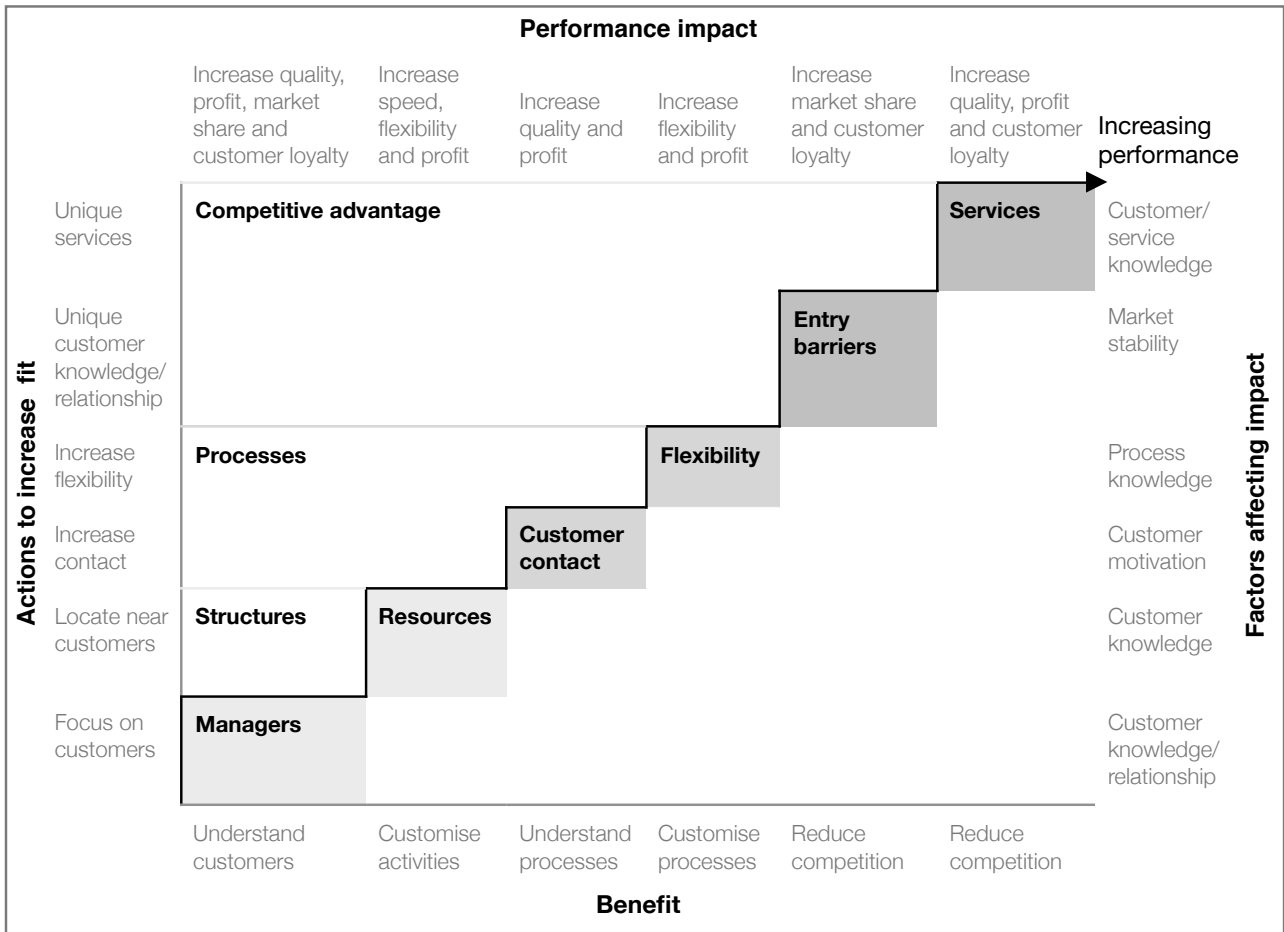 Performance impact
Increase quality,
profit, market
share and
customer loyalty
Increase
speed,
flexibility
and profit
Increase
quality and
profit
Increase
flexibility
and profit
Increase
market share
and customer
loyalty
Increase
quality, profit
and customer
loyalty
Increasing
performance
Actions to increase fit
Unique
services
Competitive advantage
Services
Customer/
service
knowledge
Unique
customer
knowledge/
relationship
Entry
barriers
Market
stability
Increase
flexibility
Processes
Flexibility
Process
knowledge
Increase
contact
Customer
contact
Customer
motivation
Locate near
customers
Structures
Resources
Customer
knowledge
Focus on
customers
Managers
Customer
knowledge/
relationship
Factors affecting impact
Understand
customers
Customise
activities
Understand
processes
Customise
processes
Reduce
competition
Reduce
competition
Benefit